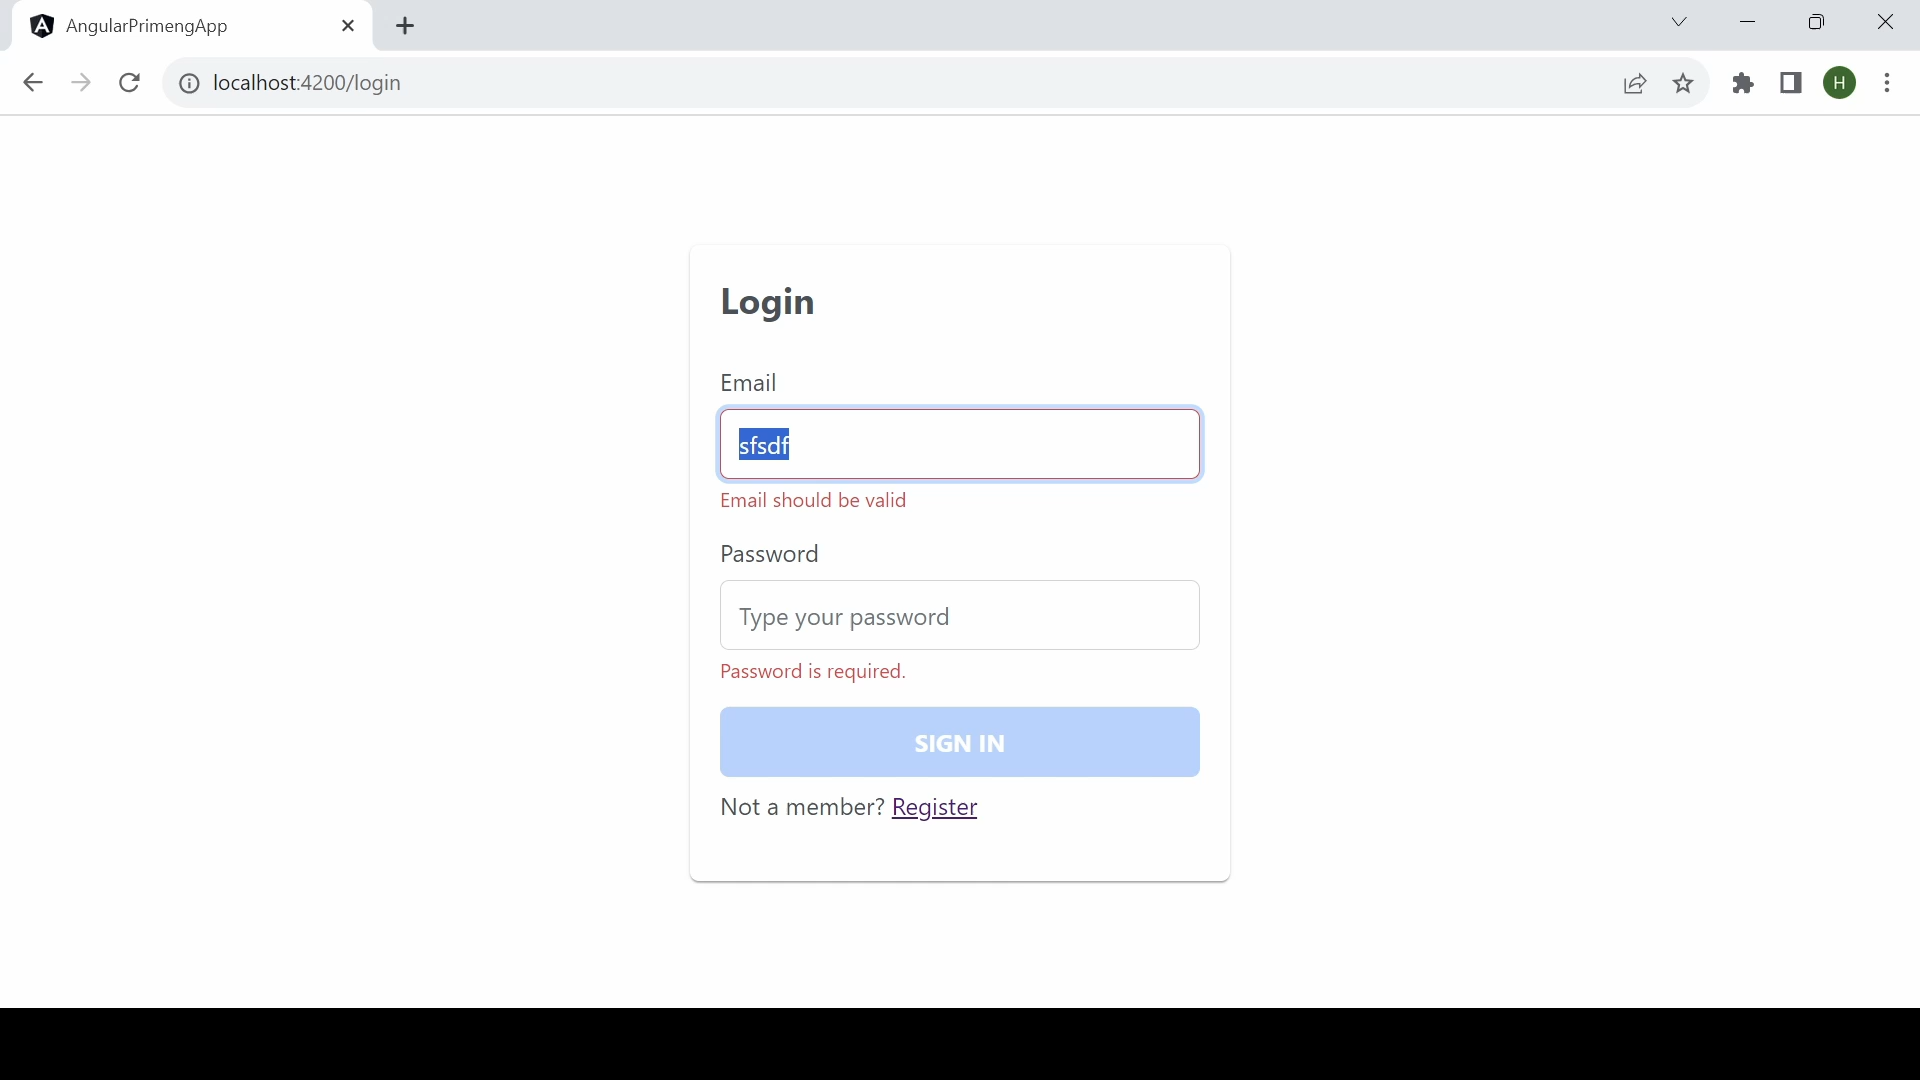 AngularPrimengApp
localhost:4200/login
H
Login
Email
sfsdf
Email should be valid
Password
Type your password
Password is required.
SIGN IN
Not a member? Register